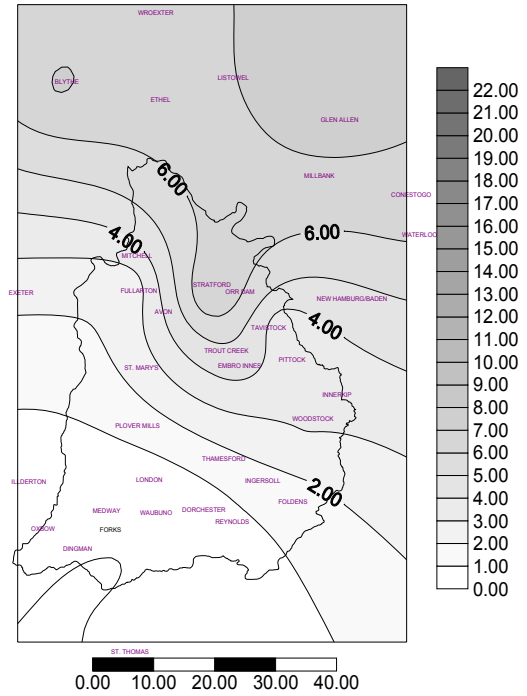 WROEXTER
BLYTHE
LISTOWEL
ETHEL
GLEN ALLEN
MILLBANK
6.00
CONESTOGO
6.00
WATERLOO
4.00
MITCHELL
EXETER
FULLARTON
STRATFORD
ORR DAM
NEW HAMBURG/BADEN
AVON
4.00
TAVISTOCK
TROUT CREEK
PITTOCK
ST. MARY'S
EMBRO INNES
INNERKIP
WOODSTOCK
PLOVER MILLS
THAMESFORD
ILDERTON
LONDON
INGERSOLL
2.00
FOLDENS
MEDWAY
WAUBUNO
DORCHESTER
REYNOLDS
OXBOW
FORKS
DINGMAN
ST. THOMAS
0.00 10.00 20.00 30.00 40.00
22.00
21.00
20.00
19.00
18.00
17.00
16.00
15.00
14.00
13.00
12.00
11.00
10.00
9.00
8.00
7.00
6.00
5.00
4.00
3.00
2.00
1.00
0.00